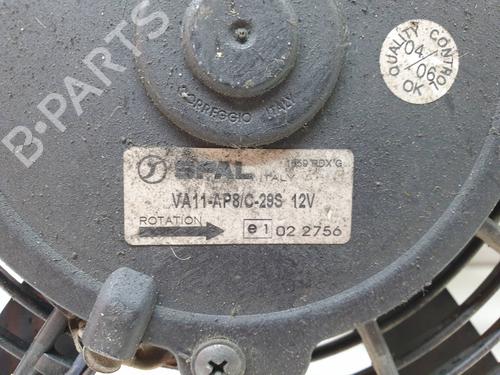 QUALITY CONTROL
04 06
OK
CORREGGIO ITALY
SPAL
ITALY
VA11-AP8/C-29S 12V
ROTATION
e1 02 2756
B-PARTS